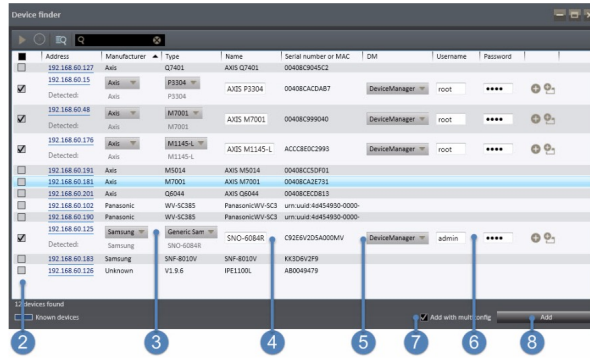 Device finder
Address Manufacturer Type Name Serial number or MAC DM Username Password
192.168.60.127 Axis Q7401 AXIS Q7401 00408C9045C2
192.168.60.15 Axis P3304 AXIS P3304 00408CACDAB7 DeviceManager root ••••
Detected: Axis P3304
192.168.60.48 Axis M7001 AXIS M7001 00408C999040 DeviceManager root ••••
Detected: Axis M7001
192.168.60.176 Axis M1145-L AXIS M1145-L ACCC8E0C2993 DeviceManager root ••••
Detected: Axis M1145-L
192.168.60.191 Axis M5014 AXIS M5014 00408CC5DF01
192.168.60.181 Axis M7001 AXIS M7001 00408CA2E731
192.168.60.201 Axis Q6044 AXIS Q6044 00408CECD813
192.168.60.102 Panasonic WV-SC385 PanasonicWV-SC3 urn:uuid:4d454930-0000-
192.168.60.190 Panasonic WV-SC385 PanasonicWV-SC3 urn:uuid:4d454930-0000-
192.168.60.125 Samsung Generic Sam SNO-6084R C92E6V2D5A000MV DeviceManager admin ••••
Detected: Samsung SNO-6084R
192.168.60.183 Samsung SNF-8010V SNF-8010V KK3D6V2F9
192.168.60.126 Unknown V1.9.6 IPE1100L AB0049479
12 devices found
Known devices Add with multi config Add
2 3 4 5 7 6 8